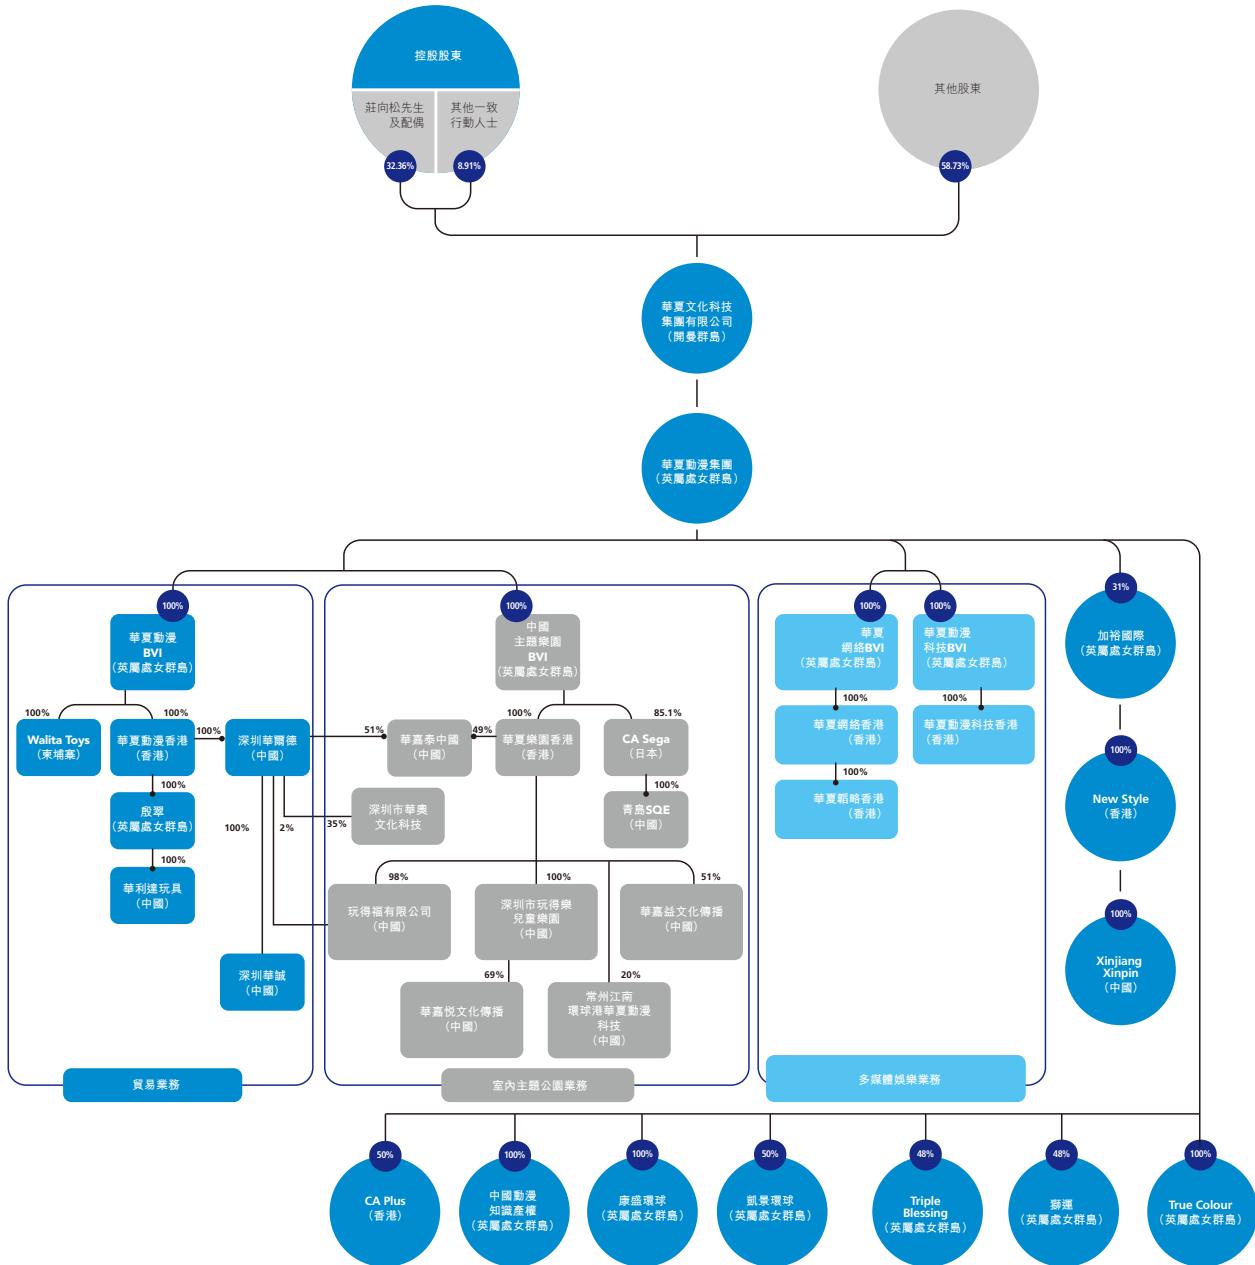 控股股東
莊向松先生
及配偶
其他一致
行動人士
其他股東
32.36%
8.91%
58.73%
華夏文化科技
集團有限公司
（開曼群島）
華夏動漫集團
（英屬處女群島）
100%
華夏動漫
BVI
（英屬處女群島）
100%
Walita Toys
（柬埔寨）
100%
華夏動漫香港
（香港）
100%
深圳華爾德
（中國）
100%
殷翠
（英屬處女群島）
100%
華利達玩具
（中國）
100%
2%
35%
深圳華誠
（中國）
貿易業務
100%
中國
主題樂園
BVI
（英屬處女群島）
51%
華嘉泰中國
（中國）
49%
100%
華夏樂園香港
（香港）
85.1%
CA Sega
（日本）
100%
青島SQE
（中國）
深圳市華奧
文化科技
98%
玩得福有限公司
（中國）
100%
深圳市玩得樂
兒童樂園
（中國）
51%
華嘉益文化傳播
（中國）
69%
華嘉悦文化傳播
（中國）
20%
常州江南
環球港華夏動漫
科技
（中國）
室內主題公園業務
100%
華夏
網絡BVI
（英屬處女群島）
100%
華夏網絡香港
（香港）
100%
華夏韜略香港
（香港）
100%
華夏動漫
科技BVI
（英屬處女群島）
100%
華夏動漫科技香港
（香港）
多媒體娛樂業務
31%
加裕國際
（英屬處女群島）
100%
New Style
（香港）
100%
Xinjiang
Xinpin
（中國）
50%
CA Plus
（香港）
100%
中國動漫
知識產權
（英屬處女群島）
100%
康盛環球
（英屬處女群島）
50%
凱景環球
（英屬處女群島）
48%
Triple
Blessing
（英屬處女群島）
48%
獅運
（英屬處女群島）
100%
True Colour
（英屬處女群島）